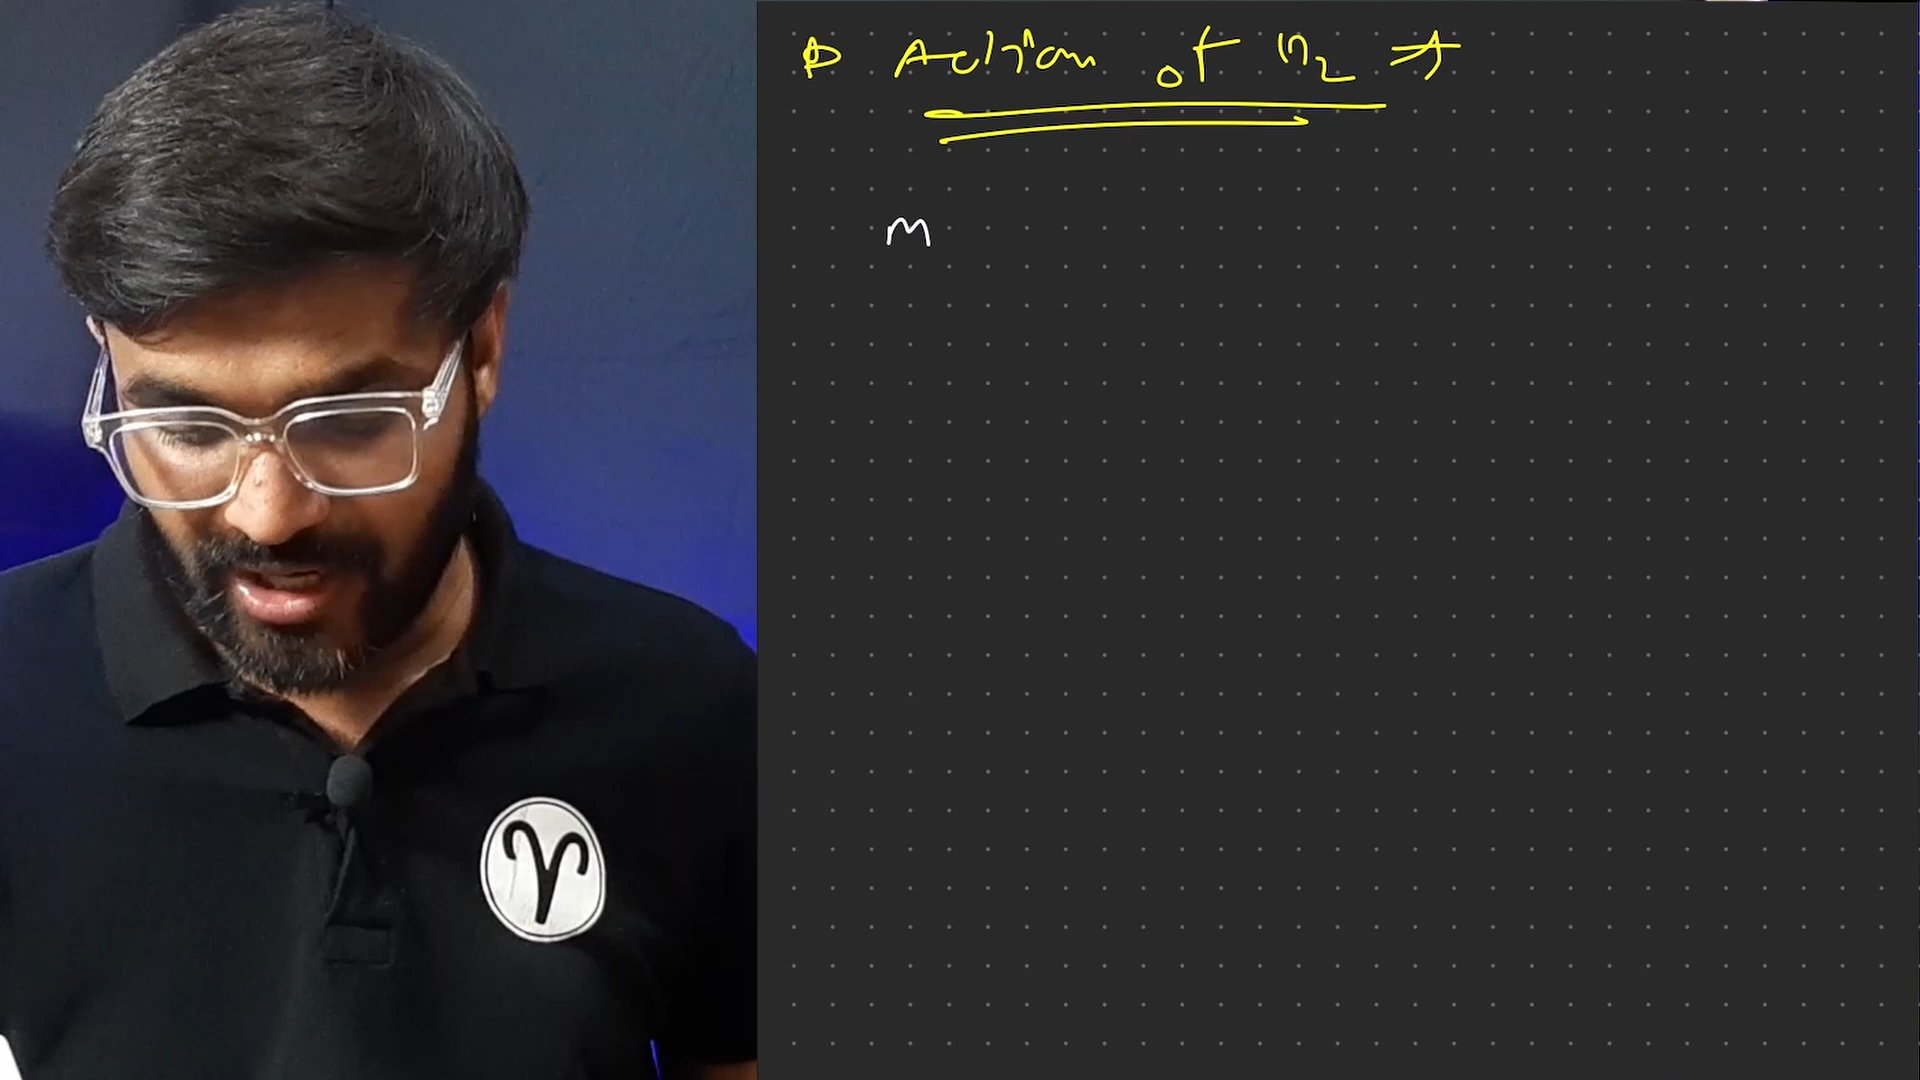 Action of N2 ⇒
M